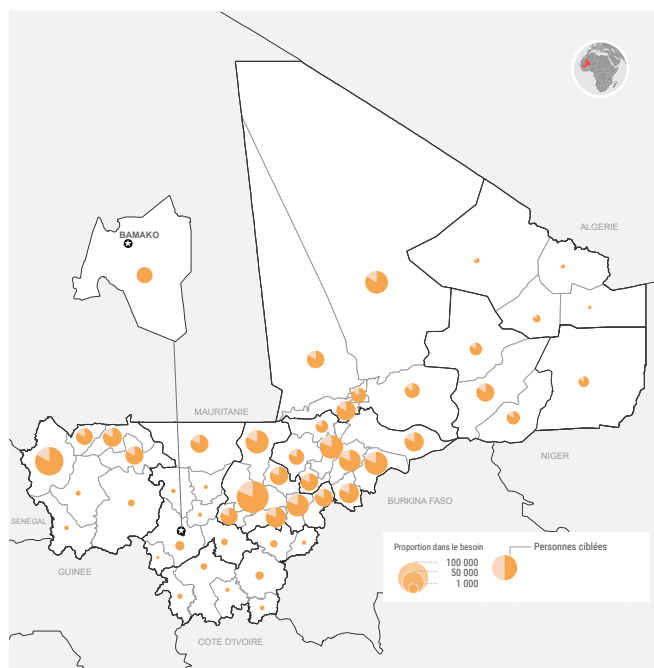 ALGERIE
BAMAKO
MAURITANIE
NIGER
BURKINA FASO
SENEGAL
GUINEE
COTE D'IVOIRE
Proportion dans le besoin
100 000
50 000
1 000
Personnes ciblées